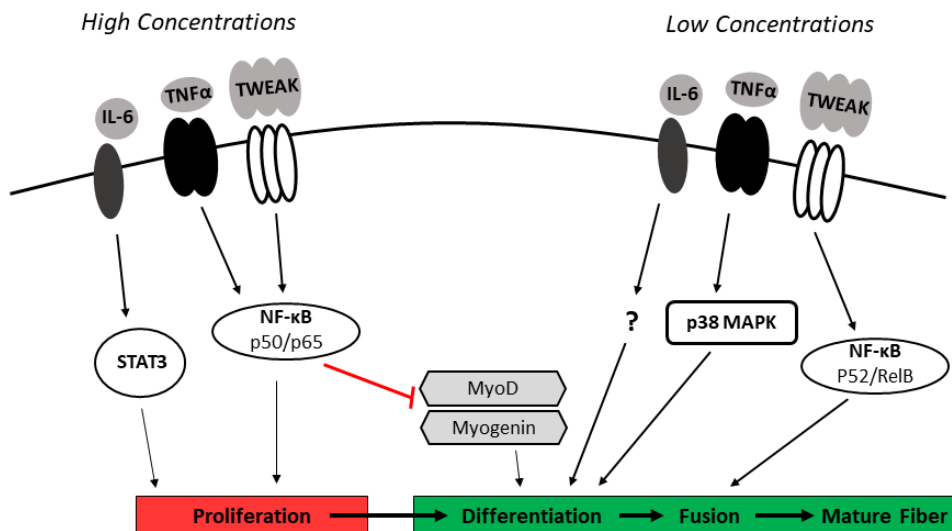 High Concentrations
Low Concentrations
IL-6
TNFα
TWEAK
IL-6
TNFα
TWEAK
STAT3
NF-κB
p50/p65
?
p38 MAPK
NF-κB
P52/RelB
MyoD
Myogenin
Proliferation
Differentiation
Fusion
Mature Fiber